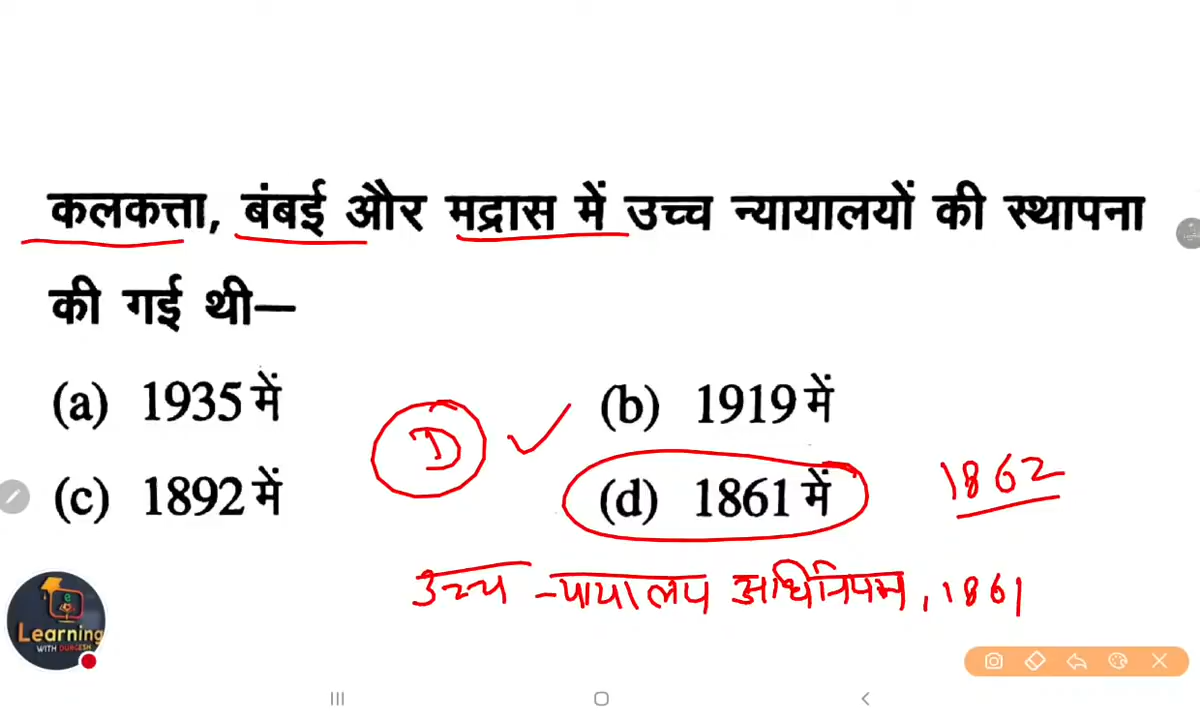 कलकत्ता, बंबई और मद्रास में उच्च न्यायालयों की स्थापना
की गई थी—
(a) 1935 में
(b) 1919 में
D
(c) 1892 में
(d) 1861 में
1862
उच्च न्यायालय अधिनियम, 1861
e
Learning
WITH DURGESH